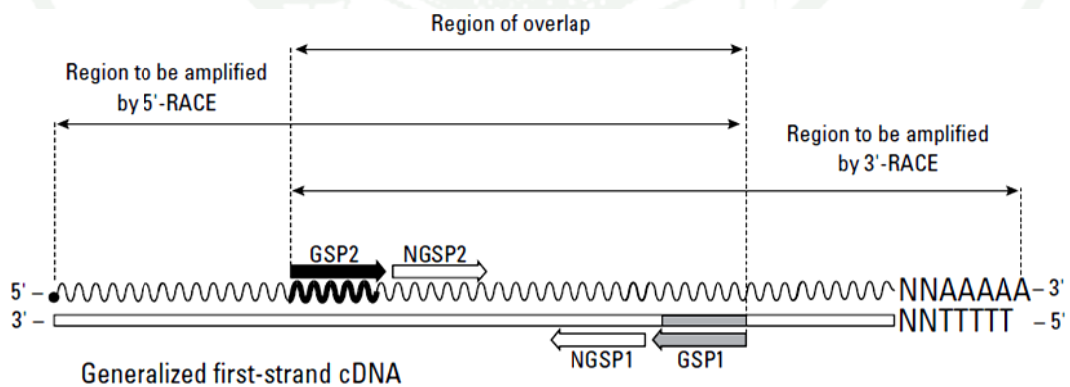 Region of overlap
Region to be amplified
by 5'-RACE
Region to be amplified
by 3'-RACE
GSP2
NGSP2
5' – NNAAAAA – 3'
3' – NNTTTTT – 5'
NGSP1
GSP1
Generalized first-strand cDNA